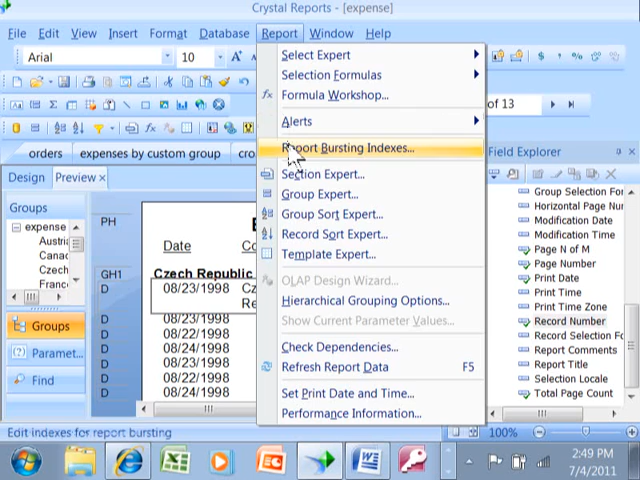 Crystal Reports - [expense]
File Edit View Insert Format Database Report Window Help
Arial 10
of 13
orders expenses by custom group cro
Design Preview
Groups
expense
Austri
Canac
Czech
Franc
Groups
Paramet...
Find
PH
GH1
D
D
D
D
D
D
D
Date Co
Czech Republic
08/23/1998 Cz
Re
08/23/1998
08/22/1998
08/24/1998
08/23/1998
08/22/1998
08/24/1998
Select Expert
Selection Formulas
Formula Workshop...
Alerts
Report Bursting Indexes...
Section Expert...
Group Expert...
Group Sort Expert...
Record Sort Expert...
Template Expert...
OLAP Design Wizard...
Hierarchical Grouping Options...
Show Current Parameter Values...
Check Dependencies...
Refresh Report Data F5
Set Print Date and Time...
Performance Information...
Field Explorer
Group Selection For
Horizontal Page Num
Modification Date
Modification Time
Page N of M
Page Number
Print Date
Print Time
Print Time Zone
Record Number
Record Selection Fo
Report Comments
Report Title
Selection Locale
Total Page Count
Edit indexes for report bursting
100%
2:49 PM
7/4/2011